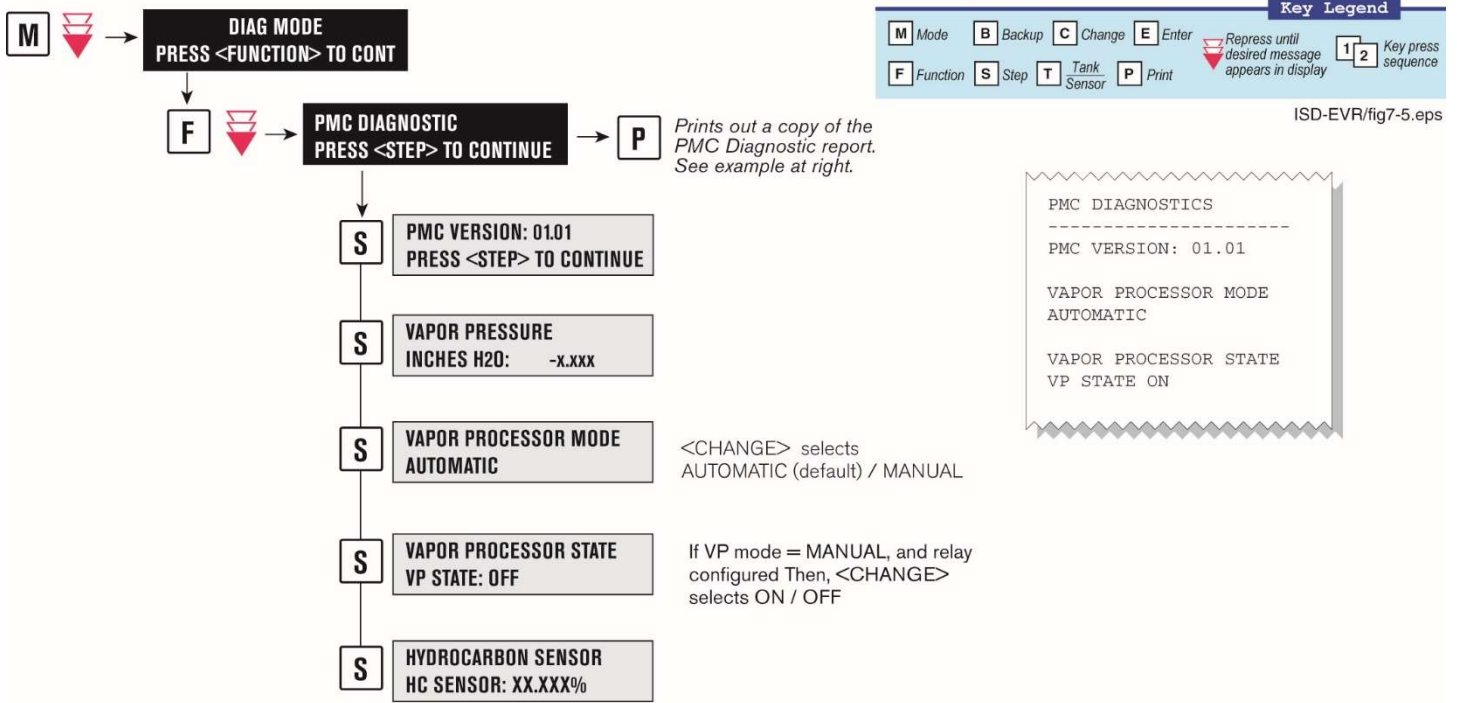 M
DIAG MODE
PRESS <FUNCTION> TO CONT
Key Legend
M Mode
B Backup
C Change
E Enter
Repress until
desired message
appears in display
1 2 Key press
sequence
F Function
S Step
T Tank
Sensor
P Print
ISD-EVR/fig7-5.eps
F
PMC DIAGNOSTIC
PRESS <STEP> TO CONTINUE
P
Prints out a copy of the
PMC Diagnostic report.
See example at right.
S
PMC VERSION: 01.01
PRESS <STEP> TO CONTINUE
S
VAPOR PRESSURE
INCHES H2O: -x.xxx
S
VAPOR PROCESSOR MODE
AUTOMATIC
<CHANGE> selects
AUTOMATIC (default) / MANUAL
S
VAPOR PROCESSOR STATE
VP STATE: OFF
If VP mode = MANUAL, and relay
configured Then, <CHANGE>
selects ON / OFF
S
HYDROCARBON SENSOR
HC SENSOR: XX.XXX%
PMC DIAGNOSTICS
----------------------
PMC VERSION: 01.01
VAPOR PROCESSOR MODE
AUTOMATIC
VAPOR PROCESSOR STATE
VP STATE ON